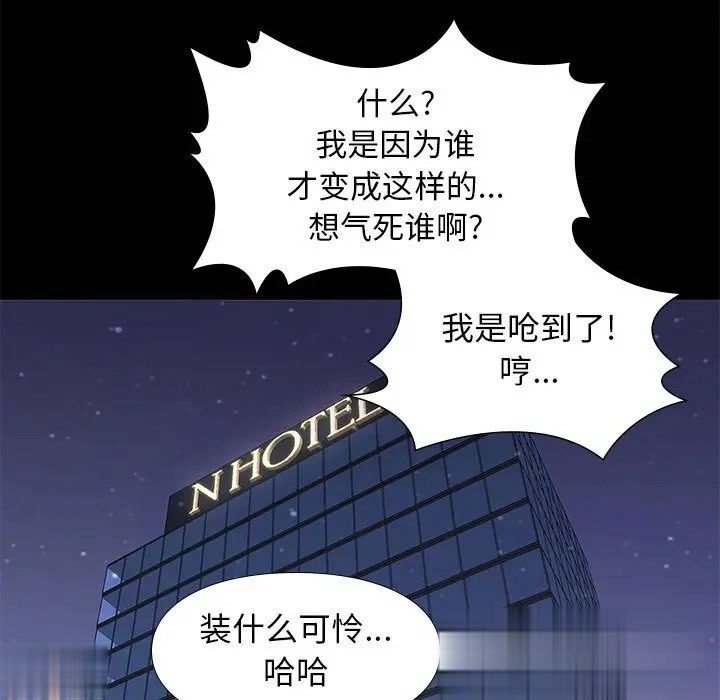 什么?
我是因为谁
才变成这样的...
想气死谁啊?
我是呛到了!
哼...
N HOTEL
装什么可怜...
哈哈